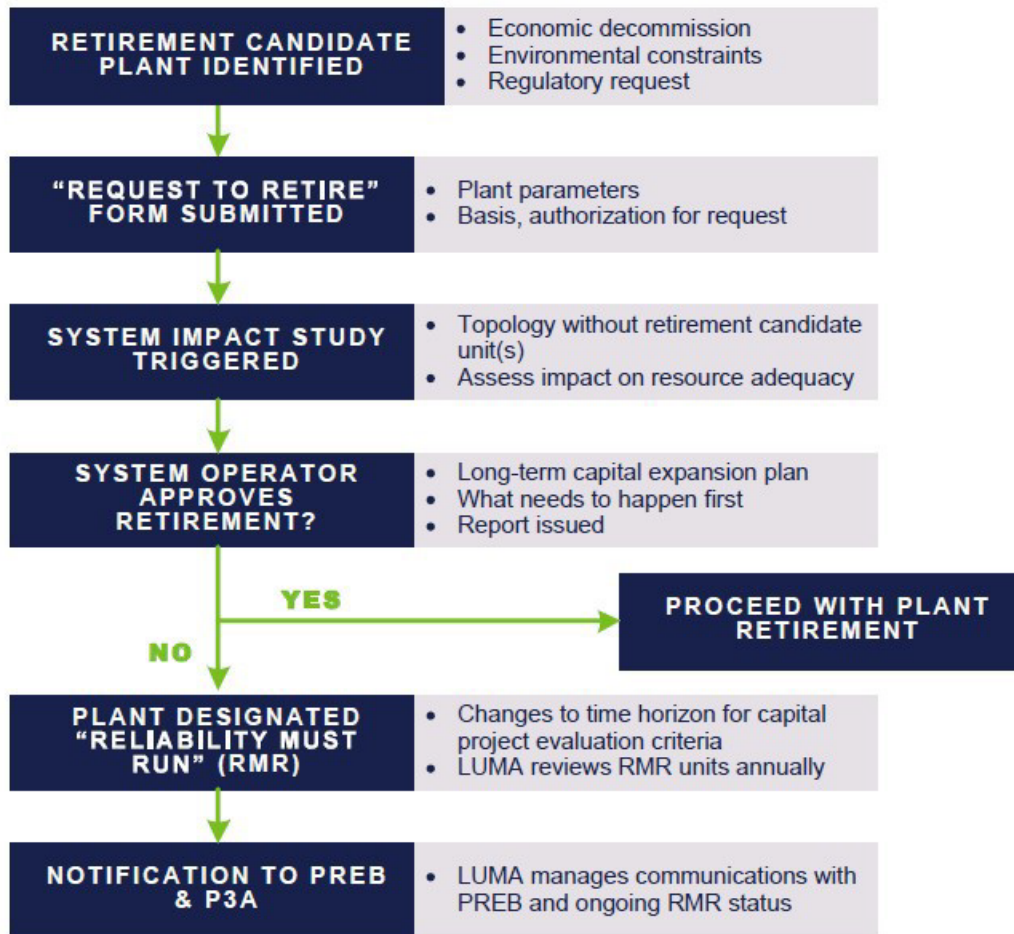 RETIREMENT CANDIDATE
PLANT IDENTIFIED
• Economic decommission
• Environmental constraints
• Regulatory request
“REQUEST TO RETIRE”
FORM SUBMITTED
• Plant parameters
• Basis, authorization for request
SYSTEM IMPACT STUDY
TRIGGERED
• Topology without retirement candidate
unit(s)
• Assess impact on resource adequacy
SYSTEM OPERATOR
APPROVES
RETIREMENT?
• Long-term capital expansion plan
• What needs to happen first
• Report issued
YES
PROCEED WITH PLANT
RETIREMENT
NO
PLANT DESIGNATED
“RELIABILITY MUST
RUN” (RMR)
• Changes to time horizon for capital
project evaluation criteria
• LUMA reviews RMR units annually
NOTIFICATION TO PREB
& P3A
• LUMA manages communications with
PREB and ongoing RMR status